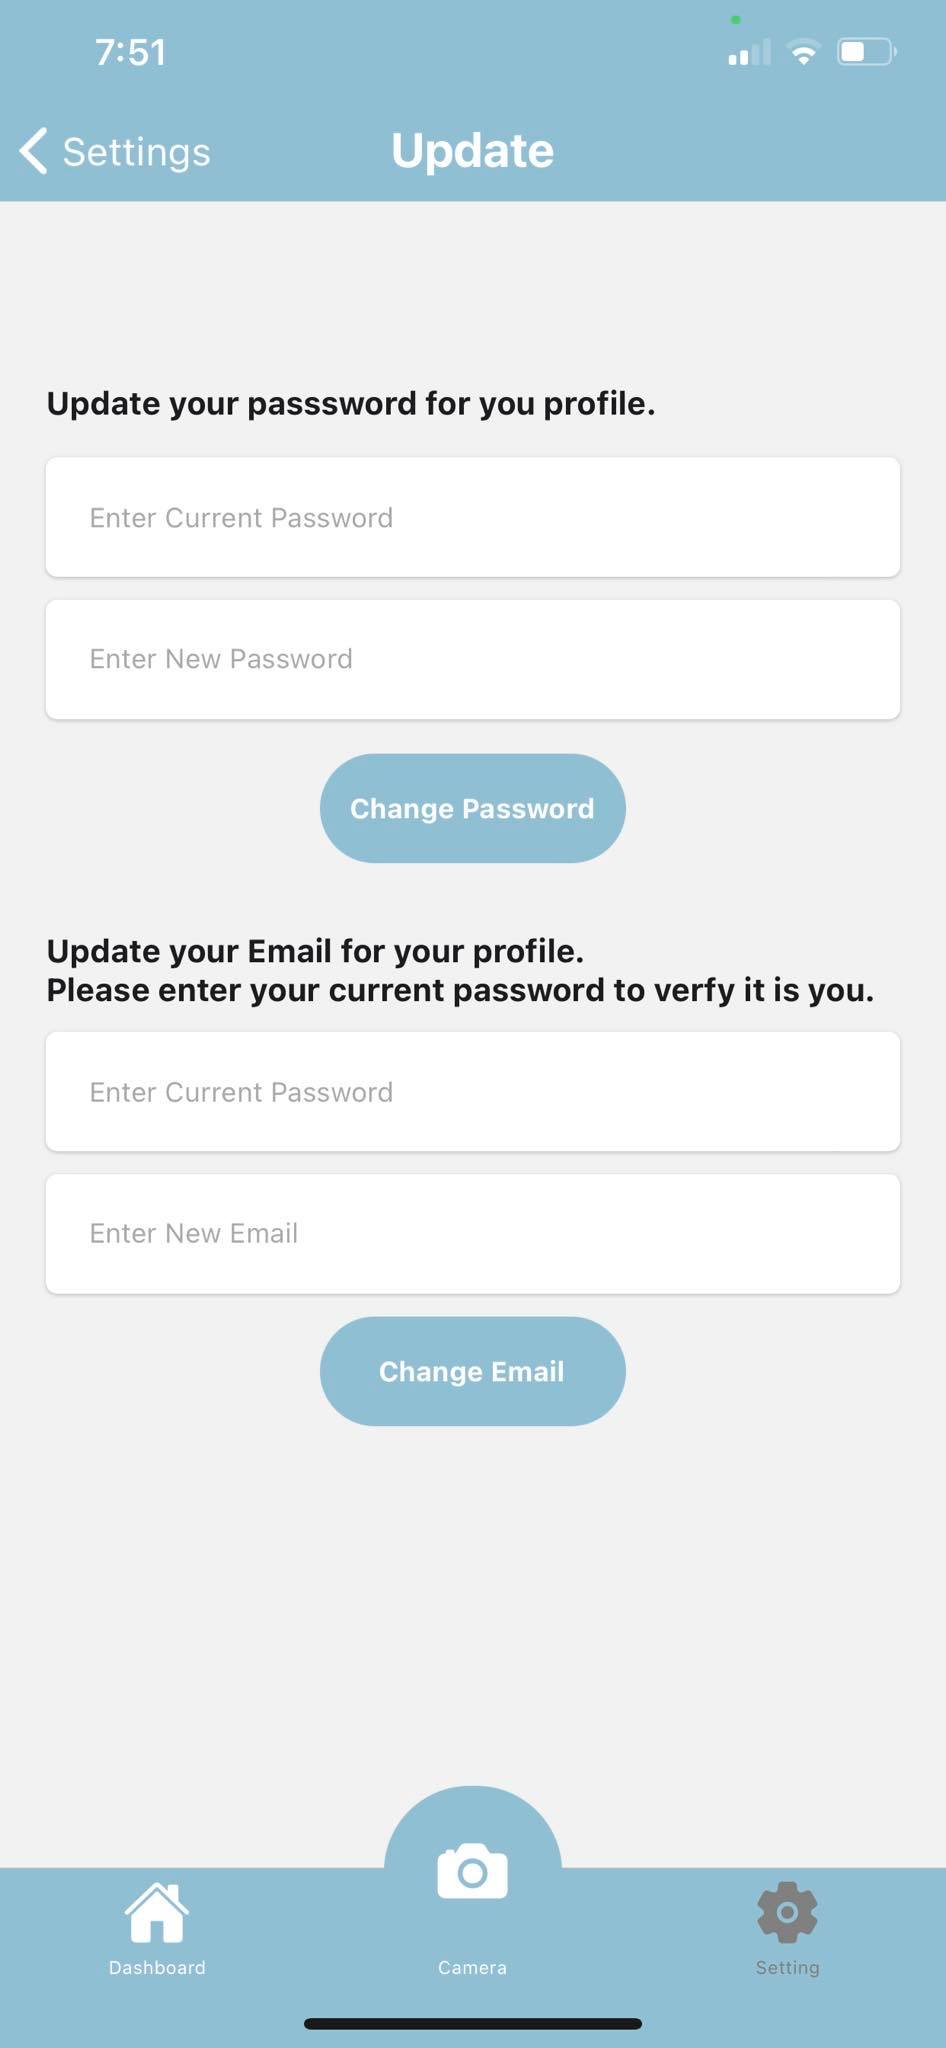 7:51
Settings
Update
Update your passsword for you profile.
Enter Current Password
Enter New Password
Change Password
Update your Email for your profile.
Please enter your current password to verfy it is you.
Enter Current Password
Enter New Email
Change Email
Dashboard
Camera
Setting